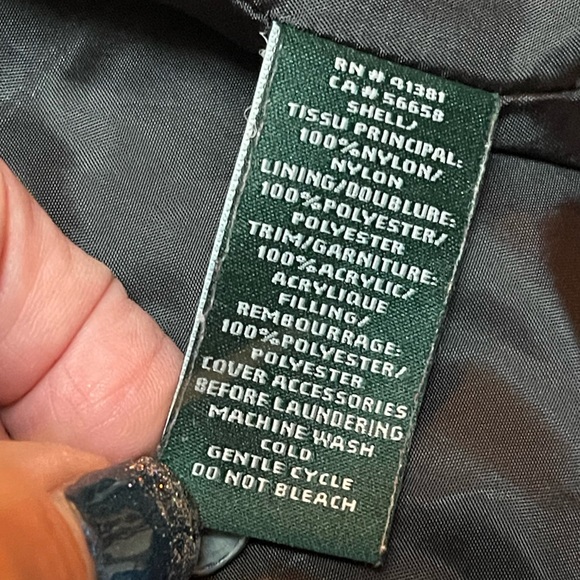 RN # 41381
CA # 56658
SHELL/
TISSU PRINCIPAL:
100%NYLON/
NYLON
LINING/DOUBLURE:
100%POLYESTER/
POLYESTER
TRIM/GARNITURE:
100%ACRYLIC/
ACRYLIQUE
FILLING/
REMBOURRAGE:
100%POLYESTER/
POLYESTER
COVER ACCESSORIES
BEFORE LAUNDERING
MACHINE WASH
COLD
GENTLE CYCLE
DO NOT BLEACH